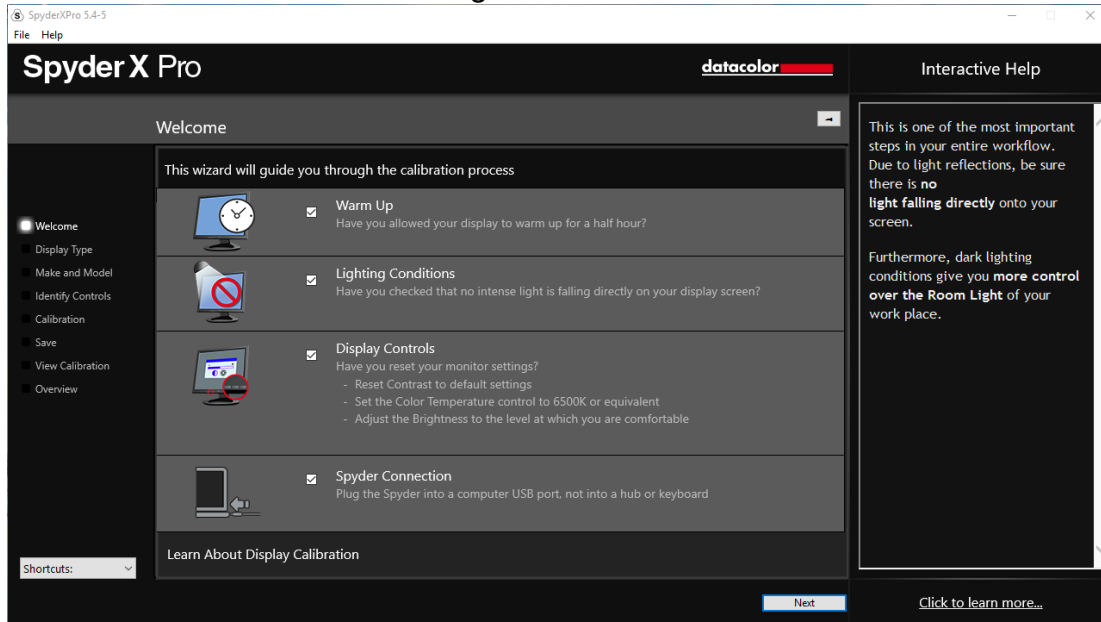 SpyderXPro 5.4-5
File Help
Spyder X Pro
datacolor
Interactive Help
Welcome
This wizard will guide you through the calibration process
Warm Up
Have you allowed your display to warm up for a half hour?
Lighting Conditions
Have you checked that no intense light is falling directly on your display screen?
Display Controls
Have you reset your monitor settings?
- Reset Contrast to default settings
- Set the Color Temperature control to 6500K or equivalent
- Adjust the Brightness to the level at which you are comfortable
Spyder Connection
Plug the Spyder into a computer USB port, not into a hub or keyboard
Learn About Display Calibration
Welcome
Display Type
Make and Model
Identify Controls
Calibration
Save
View Calibration
Overview
Shortcuts:
This is one of the most important
steps in your entire workflow.
Due to light reflections, be sure
there is no
light falling directly onto your
screen.
Furthermore, dark lighting
conditions give you more control
over the Room Light of your
work place.
Next
Click to learn more...